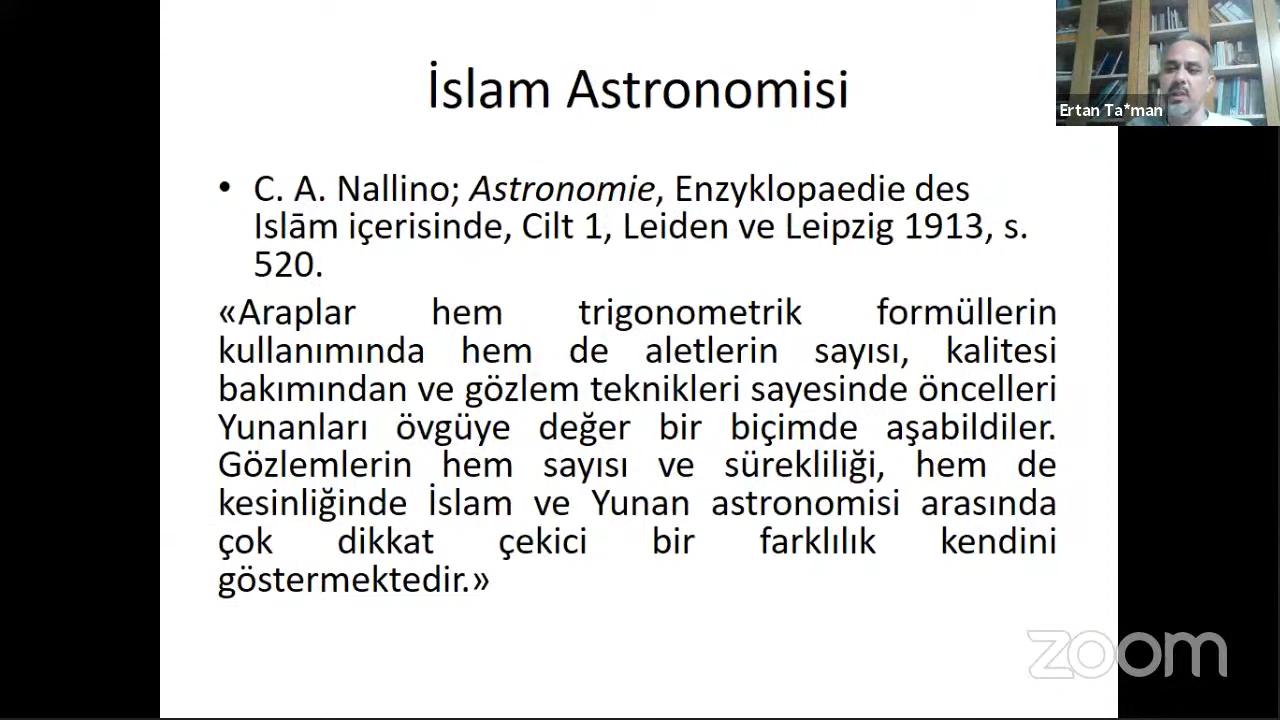 İslam Astronomisi
Ertan Ta*man
• C. A. Nallino; Astronomie, Enzyklopaedie des
Islām içerisinde, Cilt 1, Leiden ve Leipzig 1913, s.
520.
«Araplar hem trigonometrik formüllerin
kullanımında hem de aletlerin sayısı, kalitesi
bakımından ve gözlem teknikleri sayesinde öncelleri
Yunanları övgüye değer bir biçimde aşabildiler.
Gözlemlerin hem sayısı ve sürekliliği, hem de
kesinliğinde İslam ve Yunan astronomisi arasında
çok dikkat çekici bir farklılık kendini
göstermektedir.»
zoom